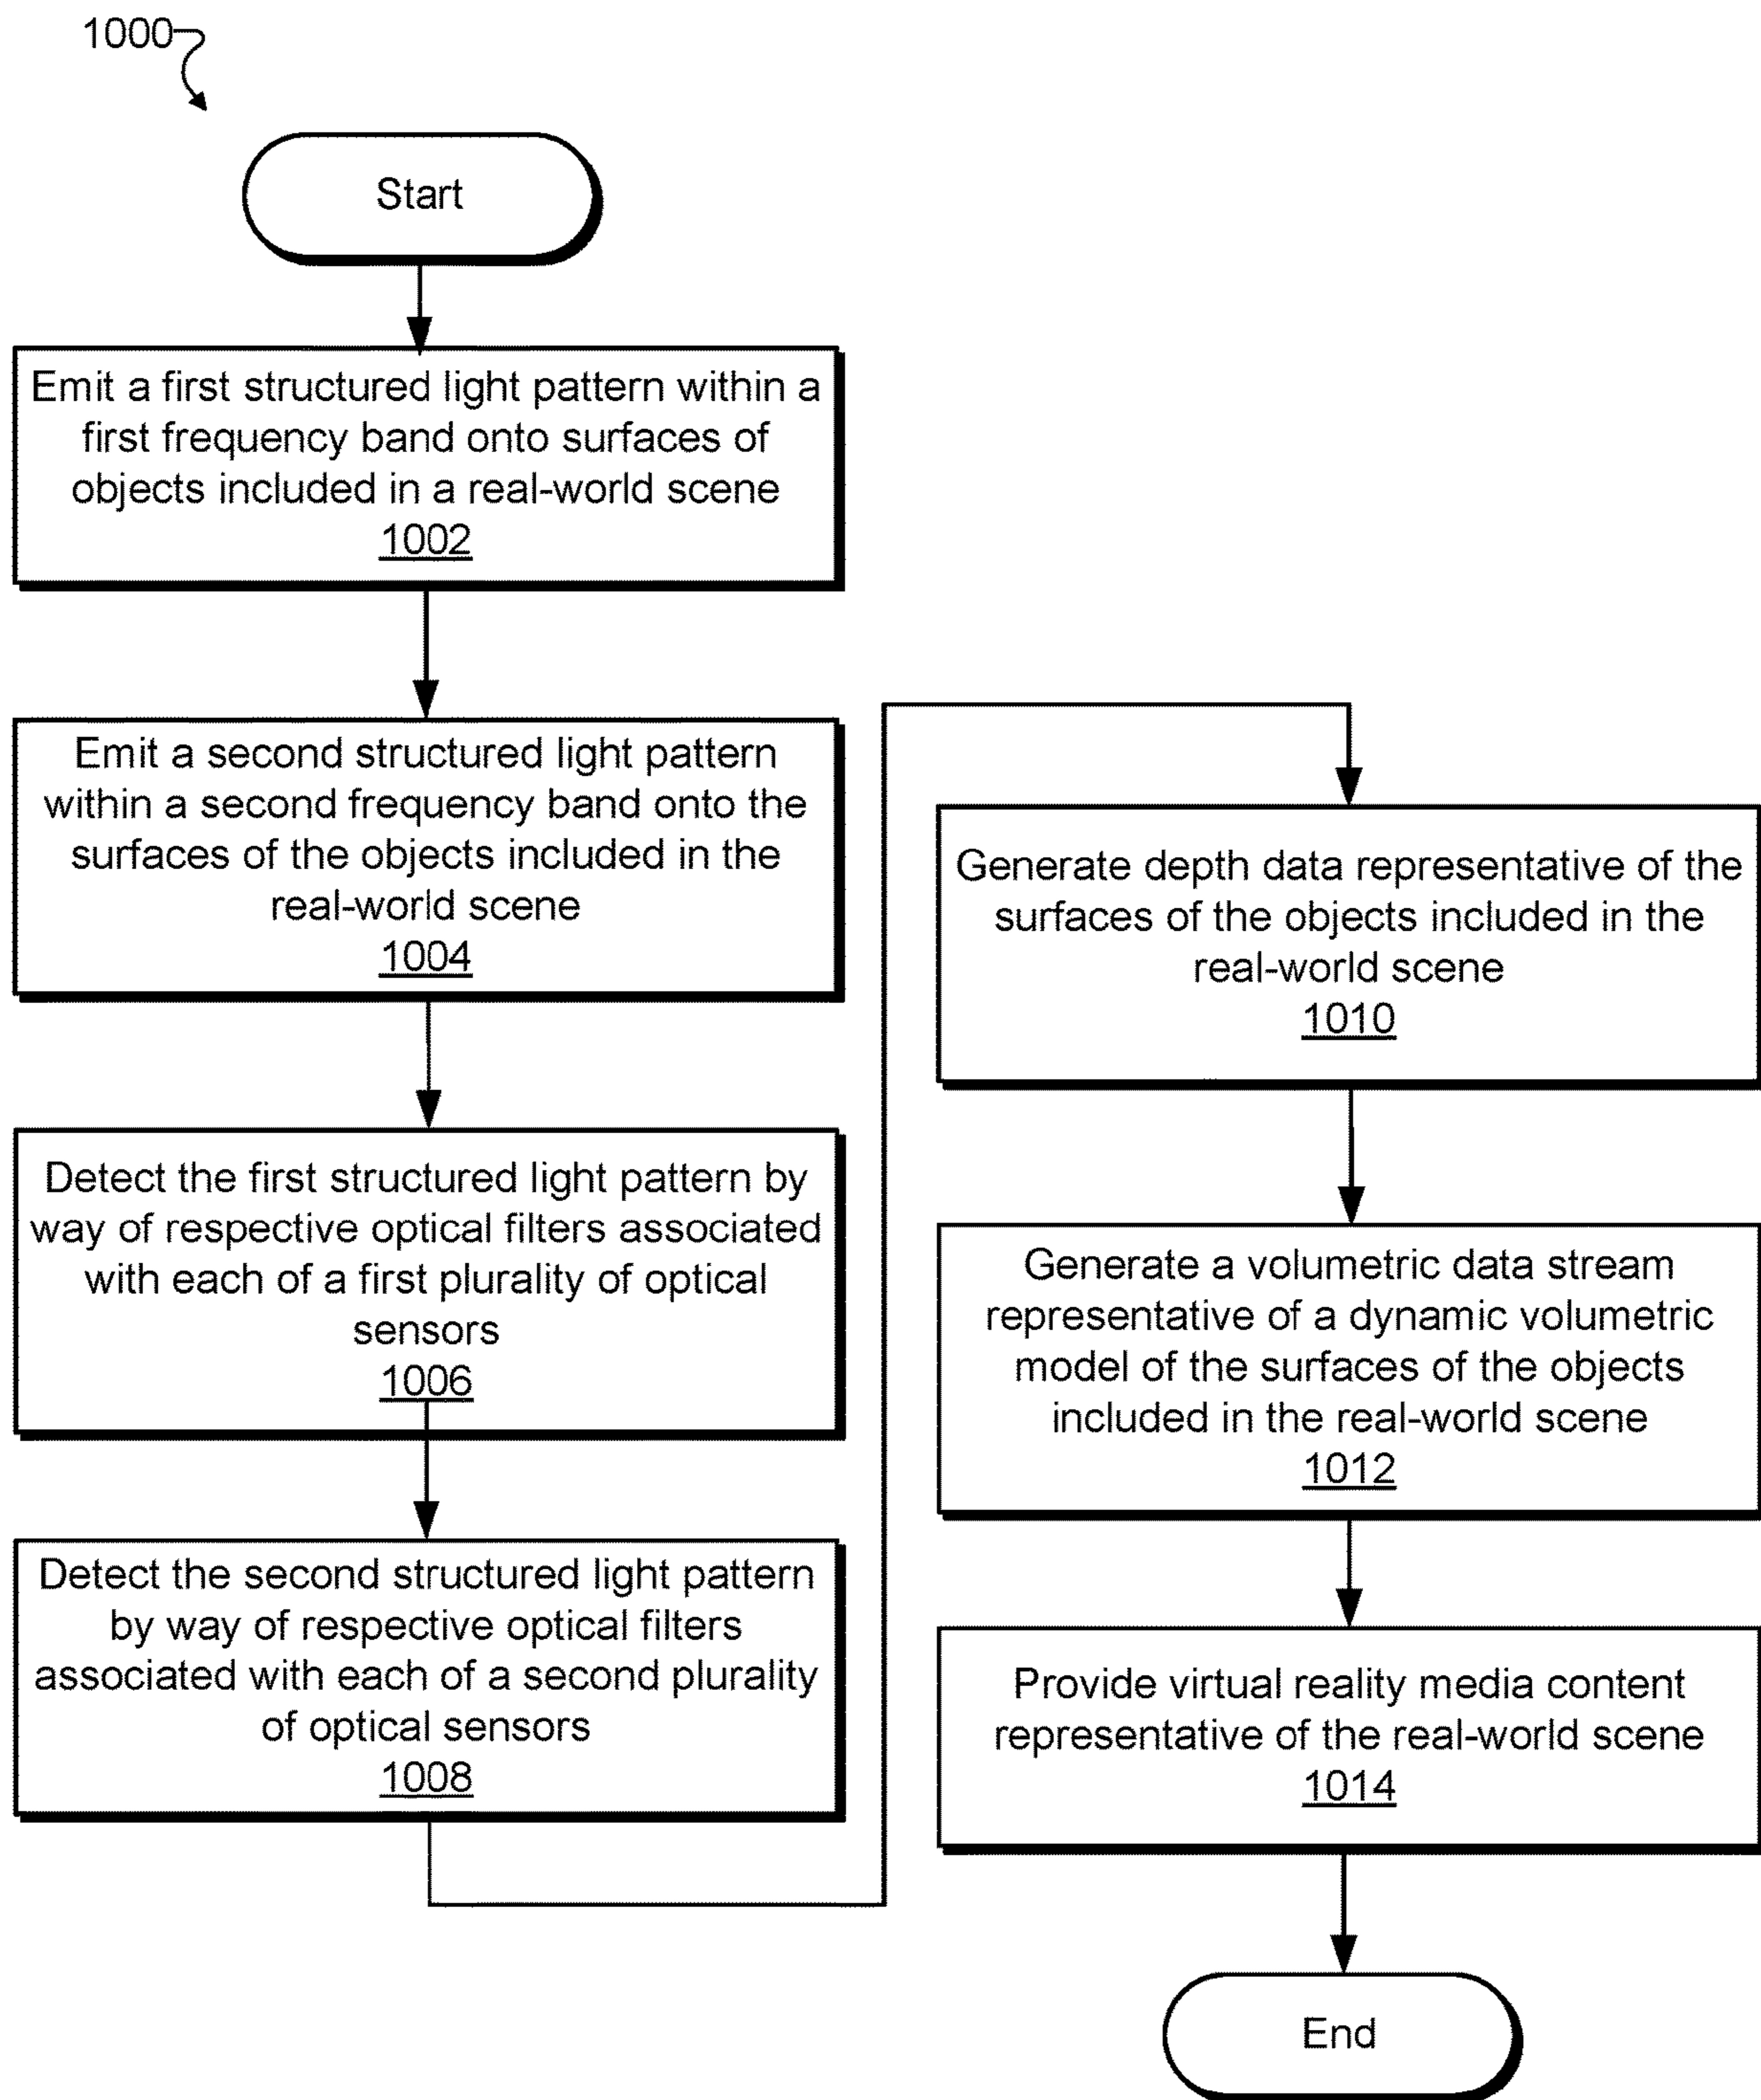 1000
Start
Emit a first structured light pattern within a
first frequency band onto surfaces of
objects included in a real-world scene
1002
Emit a second structured light pattern
within a second frequency band onto the
surfaces of the objects included in the
real-world scene
1004
Detect the first structured light pattern by
way of respective optical filters associated
with each of a first plurality of optical
sensors
1006
Detect the second structured light pattern
by way of respective optical filters
associated with each of a second plurality
of optical sensors
1008
Generate depth data representative of the
surfaces of the objects included in the
real-world scene
1010
Generate a volumetric data stream
representative of a dynamic volumetric
model of the surfaces of the objects
included in the real-world scene
1012
Provide virtual reality media content
representative of the real-world scene
1014
End